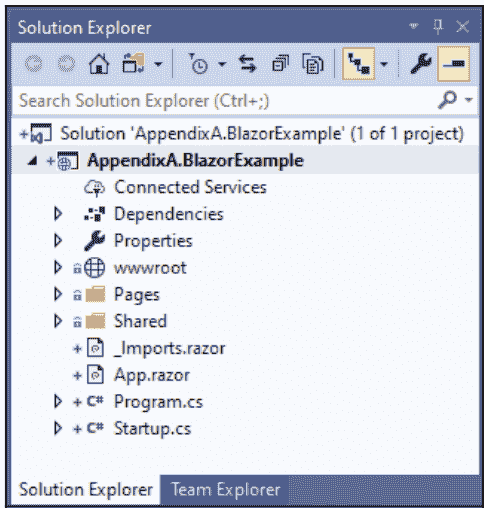 Solution Explorer
Search Solution Explorer (Ctrl+;)
Solution 'AppendixA.BlazorExample' (1 of 1 project)
AppendixA.BlazorExample
Connected Services
Dependencies
Properties
wwwroot
Pages
Shared
_Imports.razor
App.razor
C# Program.cs
C# Startup.cs
Solution Explorer Team Explorer